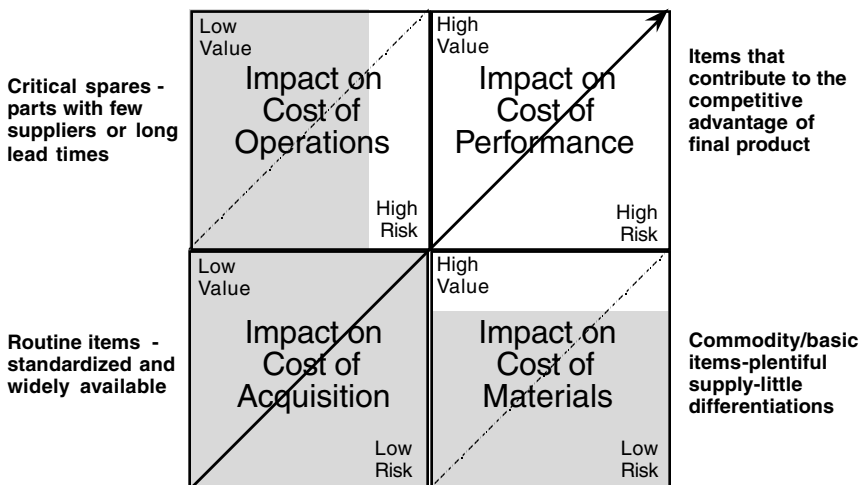 Critical spares -
parts with few
suppliers or long
lead times
Low
Value
Impact on
Cost of
Operations
High
Risk
High
Value
Impact on
Cost of
Performance
High
Risk
Items that
contribute to the
competitive
advantage of
final product
Routine items -
standardized and
widely available
Low
Value
Impact on
Cost of
Acquisition
Low
Risk
High
Value
Impact on
Cost of
Materials
Low
Risk
Commodity/basic
items-plentiful
supply-little
differentiations